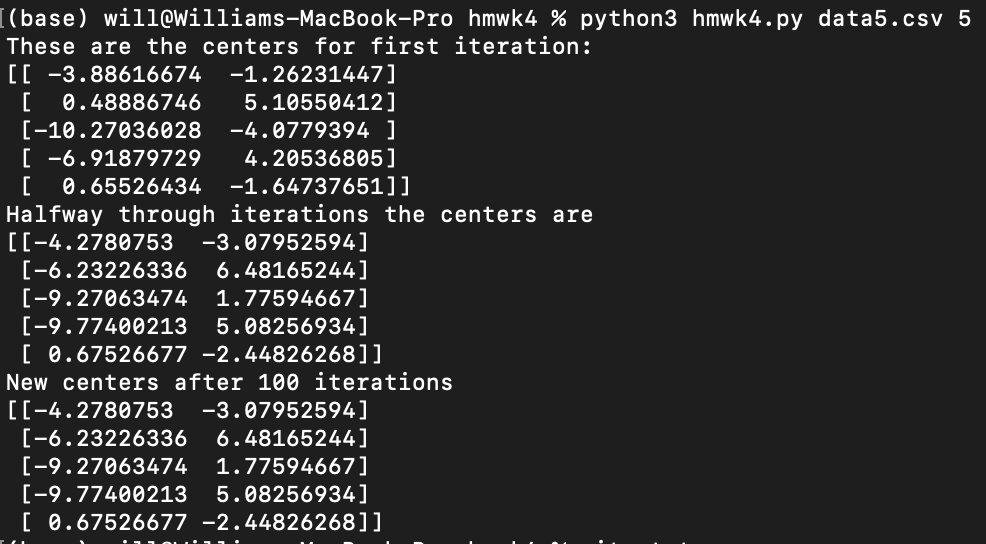 (base) will@Williams-MacBook-Pro hmwk4 % python3 hmwk4.py data5.csv 5
These are the centers for first iteration:
[[ -3.88616674  -1.26231447]
 [  0.48886746   5.10550412]
 [-10.27036028  -4.0779394 ]
 [ -6.91879729   4.20536805]
 [  0.65526434  -1.64737651]]
Halfway through iterations the centers are
[[-4.2780753  -3.07952594]
 [-6.23226336  6.48165244]
 [-9.27063474  1.77594667]
 [-9.77400213  5.08256934]
 [ 0.67526677 -2.44826268]]
New centers after 100 iterations
[[-4.2780753  -3.07952594]
 [-6.23226336  6.48165244]
 [-9.27063474  1.77594667]
 [-9.77400213  5.08256934]
 [ 0.67526677 -2.44826268]]